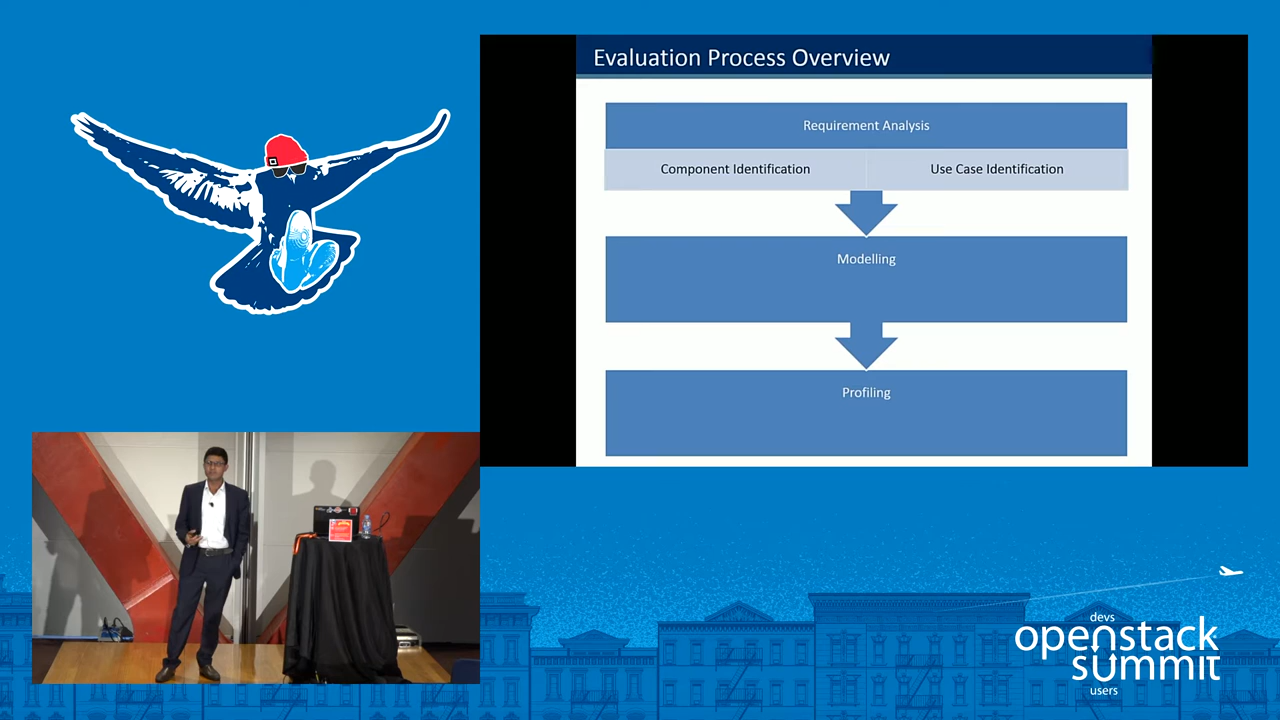 Evaluation Process Overview
Requirement Analysis
Component Identification
Use Case Identification
Modelling
Profiling
devs
openstack
summit
users